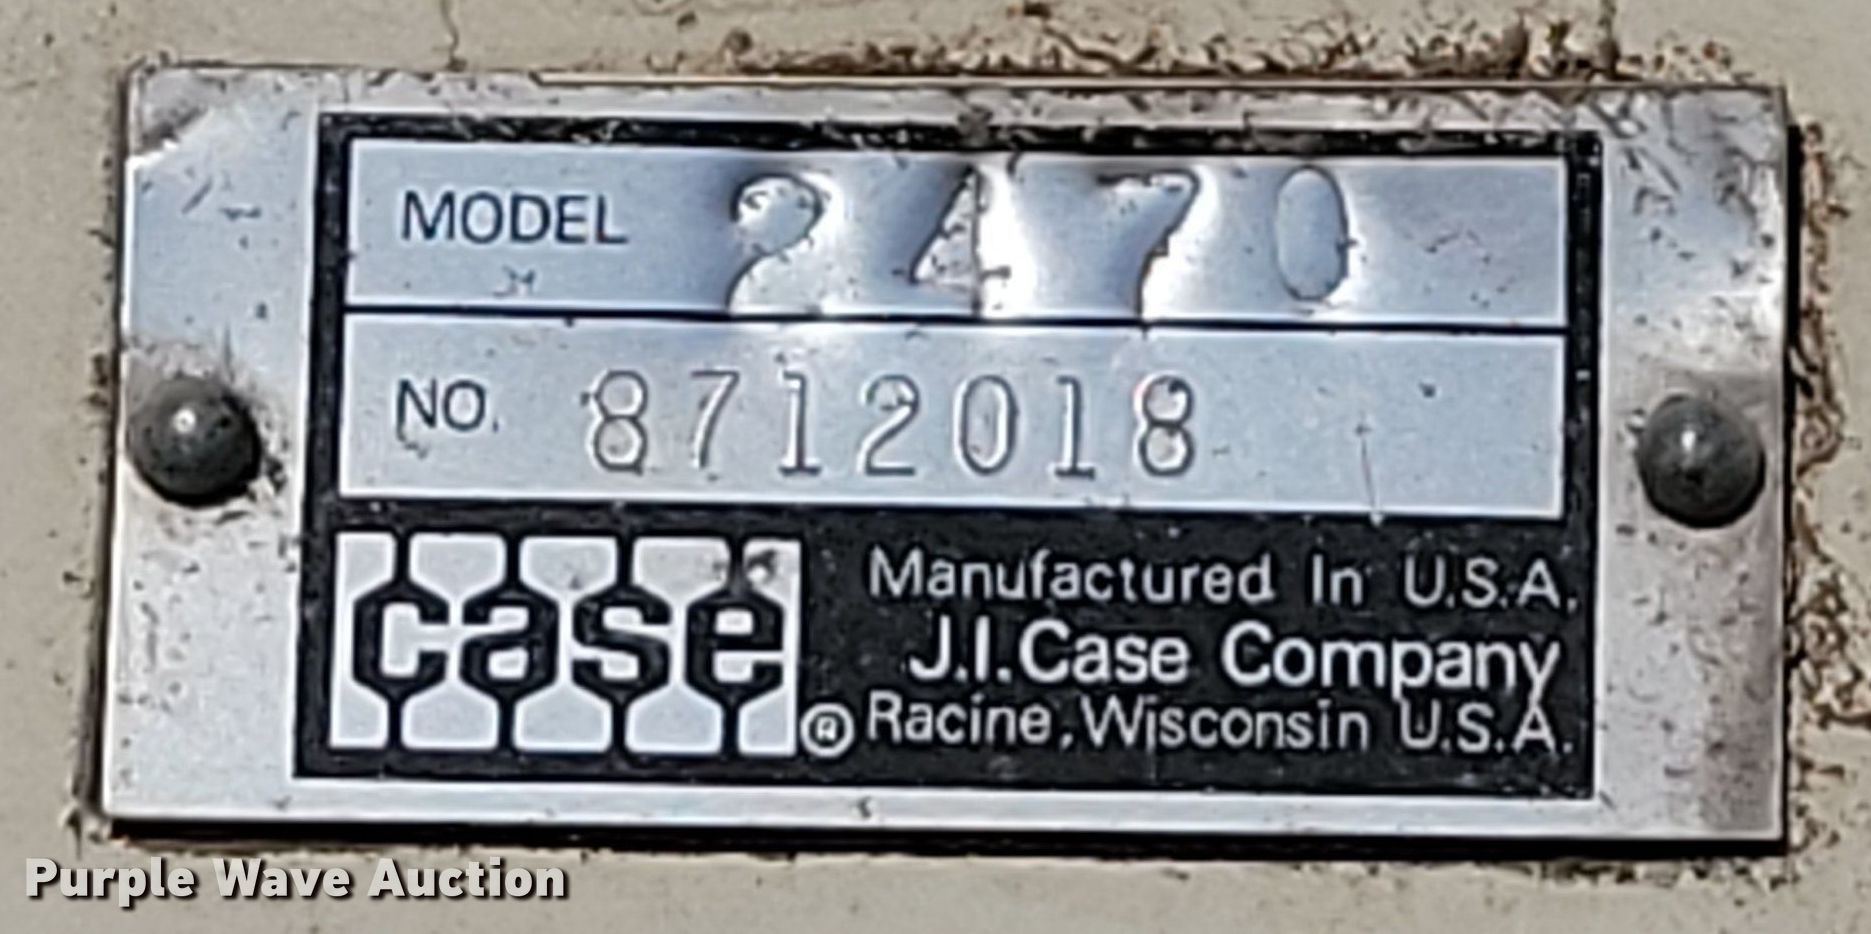 MODEL 2470
NO. 8712018
case
Manufactured In U.S.A.
J.I.Case Company
® Racine, Wisconsin U.S.A.
Purple Wave Auction